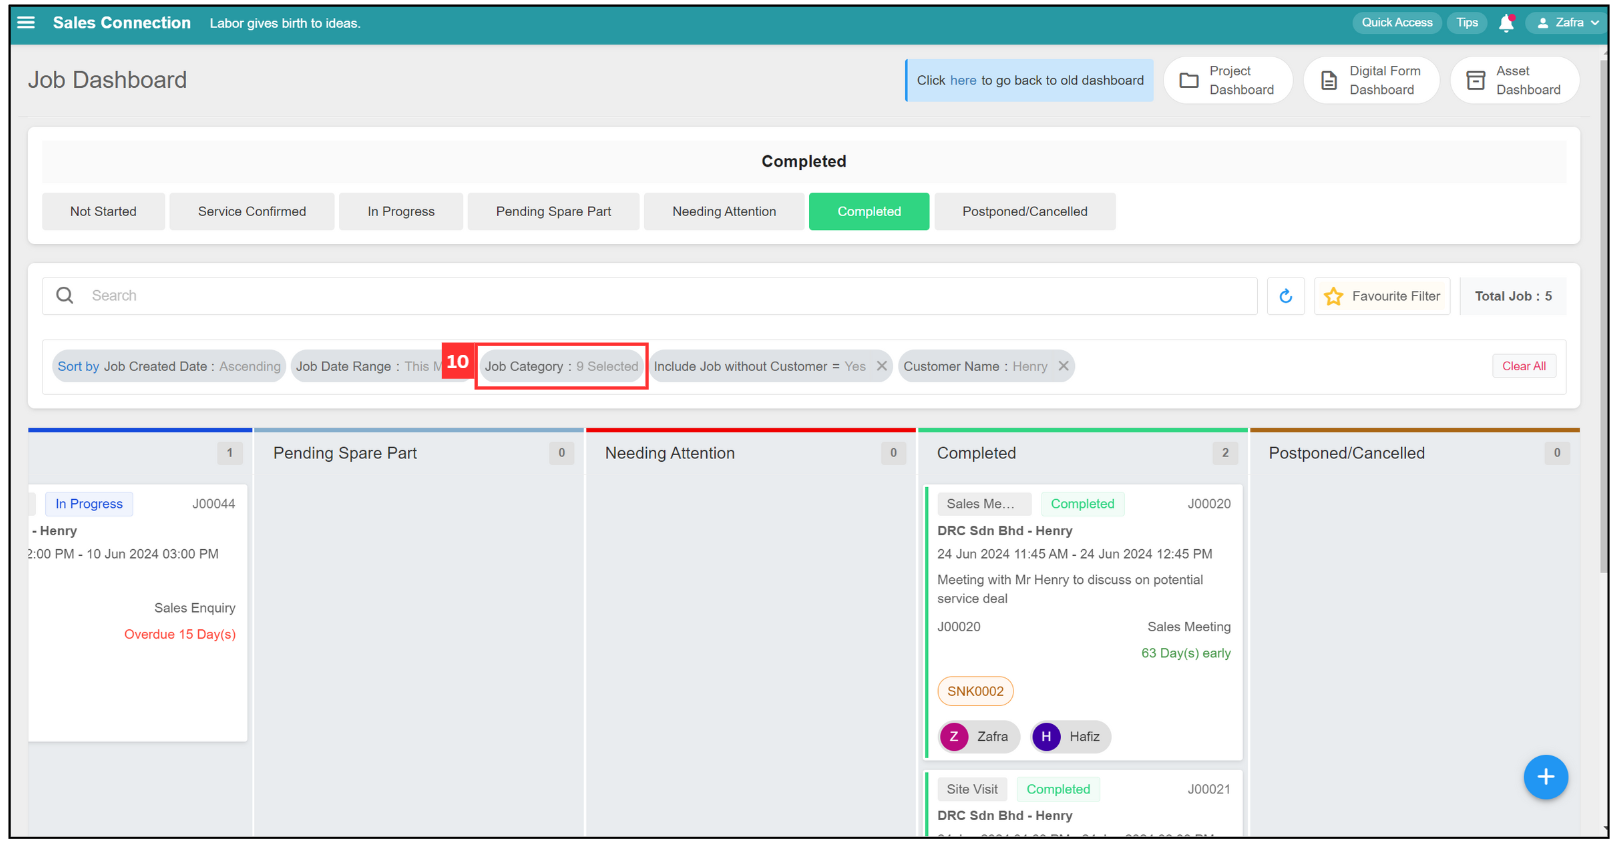 Sales Connection Labor gives birth to ideas. Quick Access Tips Zafra
Job Dashboard
Click here to go back to old dashboard
Project
Dashboard
Digital Form
Dashboard
Asset
Dashboard
Completed
Not Started Service Confirmed In Progress Pending Spare Part Needing Attention Completed Postponed/Cancelled
Search
Favourite Filter
Total Job : 5
Sort by Job Created Date : Ascending
Job Date Range : This M
10
Job Category : 9 Selected
Include Job without Customer = Yes
Customer Name : Henry
Clear All
1
Pending Spare Part 0
Needing Attention 0
Completed 2
Postponed/Cancelled 0
In Progress J00044
- Henry
2:00 PM - 10 Jun 2024 03:00 PM
Sales Enquiry
Overdue 15 Day(s)
Sales Me... Completed J00020
DRC Sdn Bhd - Henry
24 Jun 2024 11:45 AM - 24 Jun 2024 12:45 PM
Meeting with Mr Henry to discuss on potential
service deal
J00020 Sales Meeting
63 Day(s) early
SNK0002
Z Zafra H Hafiz
Site Visit Completed J00021
DRC Sdn Bhd - Henry